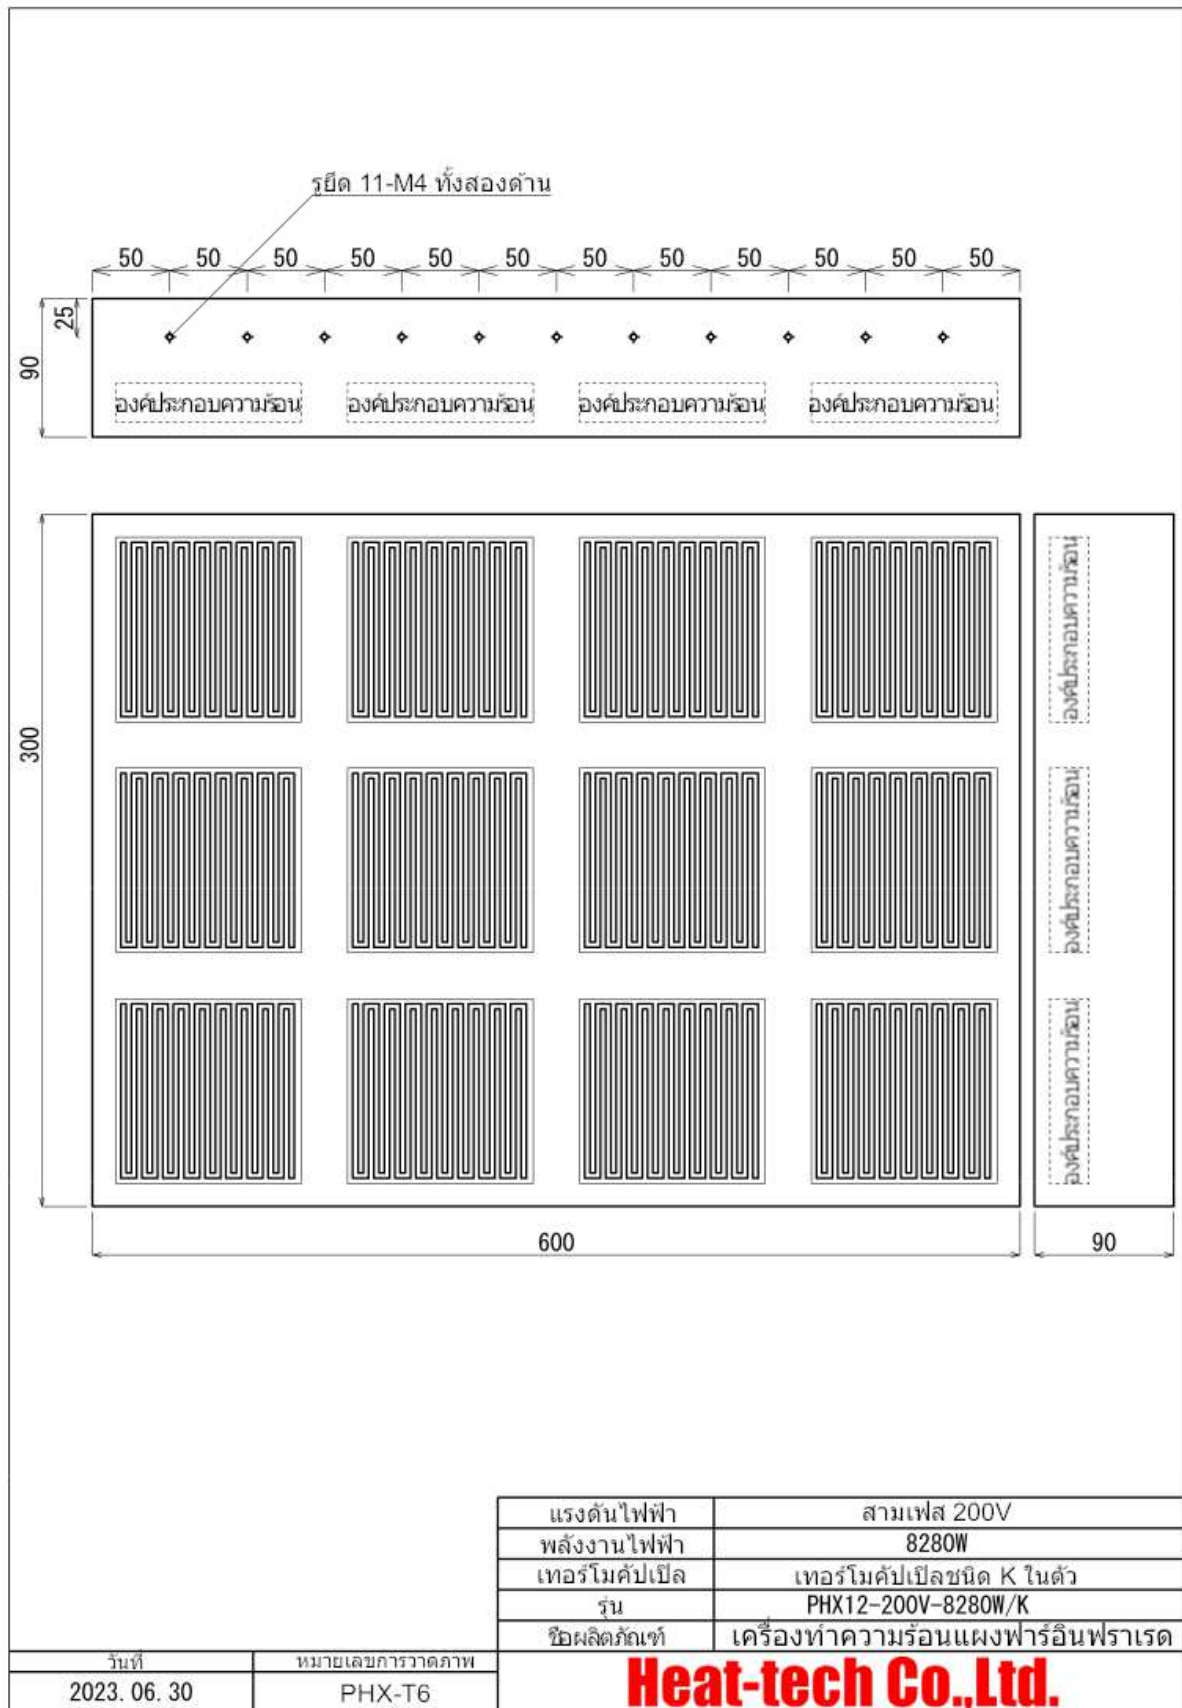 รูยึด 11-M4 ทั้งสองด้าน
50 50 50 50 50 50 50 50 50 50 50 50
25
90
องค์ประกอบความร้อน องค์ประกอบความร้อน องค์ประกอบความร้อน องค์ประกอบความร้อน
องค์ประกอบความร้อน
300
องค์ประกอบความร้อน
องค์ประกอบความร้อน
600 90
แรงดันไฟฟ้า สามเฟส 200V
พลังงานไฟฟ้า 8280W
เทอร์โมคัปเปิล เทอร์โมคัปเปิลชนิด K ในตัว
รุ่น PHX12-200V-8280W/K
ชื่อผลิตภัณฑ์ เครื่องทำความร้อนแผงฟาร์อินฟราเรด
วันที่ หมายเลขการวาดภาพ
2023. 06. 30 PHX-T6
Heat-tech Co.,Ltd.